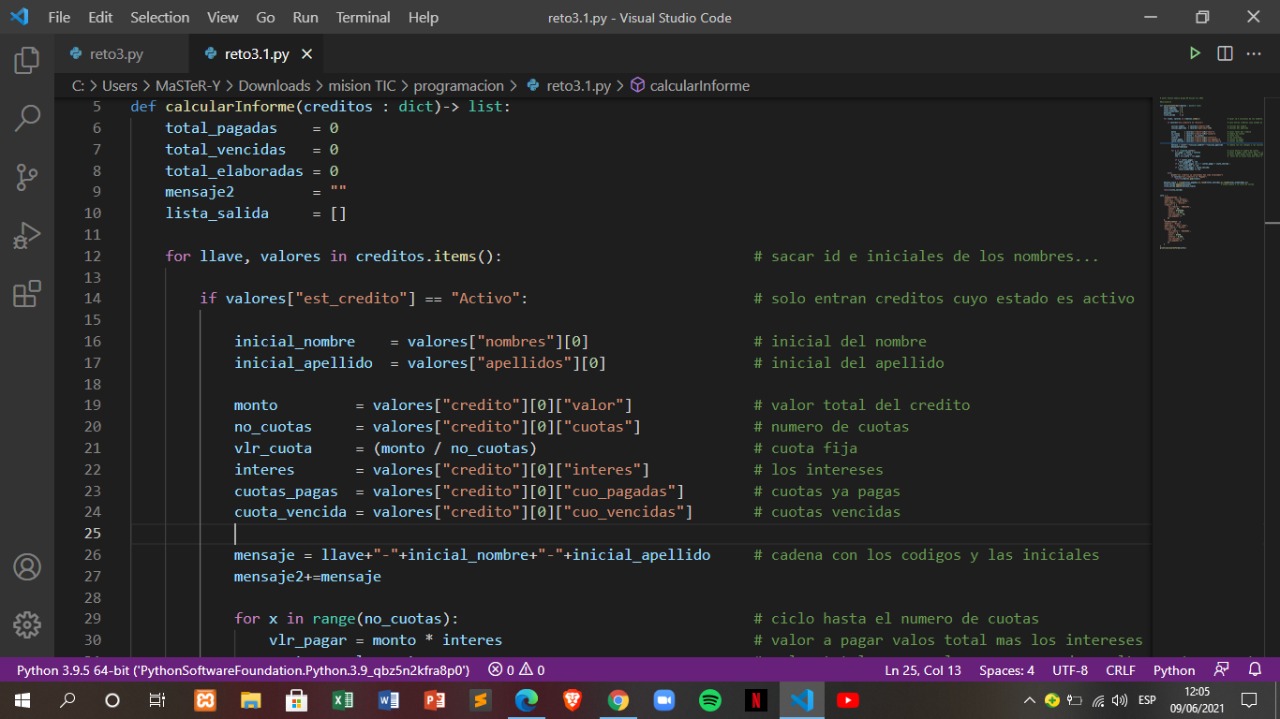 File Edit Selection View Go Run Terminal Help reto3.1.py - Visual Studio Code
reto3.py reto3.1.py
C: > Users > MaSTeR-Y > Downloads > mision TIC > programacion > reto3.1.py > calcularInforme
5 def calcularInforme(creditos : dict)-> list:
6 total_pagadas = 0
7 total_vencidas = 0
8 total_elaboradas = 0
9 mensaje2 = ""
10 lista_salida = []
11
12 for llave, valores in creditos.items(): # sacar id e iniciales de los nombres...
13
14 if valores["est_credito"] == "Activo": # solo entran creditos cuyo estado es activo
15
16 inicial_nombre = valores["nombres"][0] # inicial del nombre
17 inicial_apellido = valores["apellidos"][0] # inicial del apellido
18
19 monto = valores["credito"][0]["valor"] # valor total del credito
20 no_cuotas = valores["credito"][0]["cuotas"] # numero de cuotas
21 vlr_cuota = (monto / no_cuotas) # cuota fija
22 interes = valores["credito"][0]["interes"] # los intereses
23 cuotas_pagas = valores["credito"][0]["cuo_pagadas"] # cuotas ya pagas
24 cuota_vencida = valores["credito"][0]["cuo_vencidas"] # cuotas vencidas
25
26 mensaje = llave+"-"+inicial_nombre+"-"+inicial_apellido # cadena con los codigos y las iniciales
27 mensaje2+=mensaje
28
29 for x in range(no_cuotas): # ciclo hasta el numero de cuotas
30 vlr_pagar = monto * interes # valor a pagar valos total mas los intereses
Python 3.9.5 64-bit ('PythonSoftwareFoundation.Python.3.9_qbz5n2kfra8p0') 0 0 Ln 25, Col 13 Spaces: 4 UTF-8 CRLF Python
ESP 12:05
09/06/2021